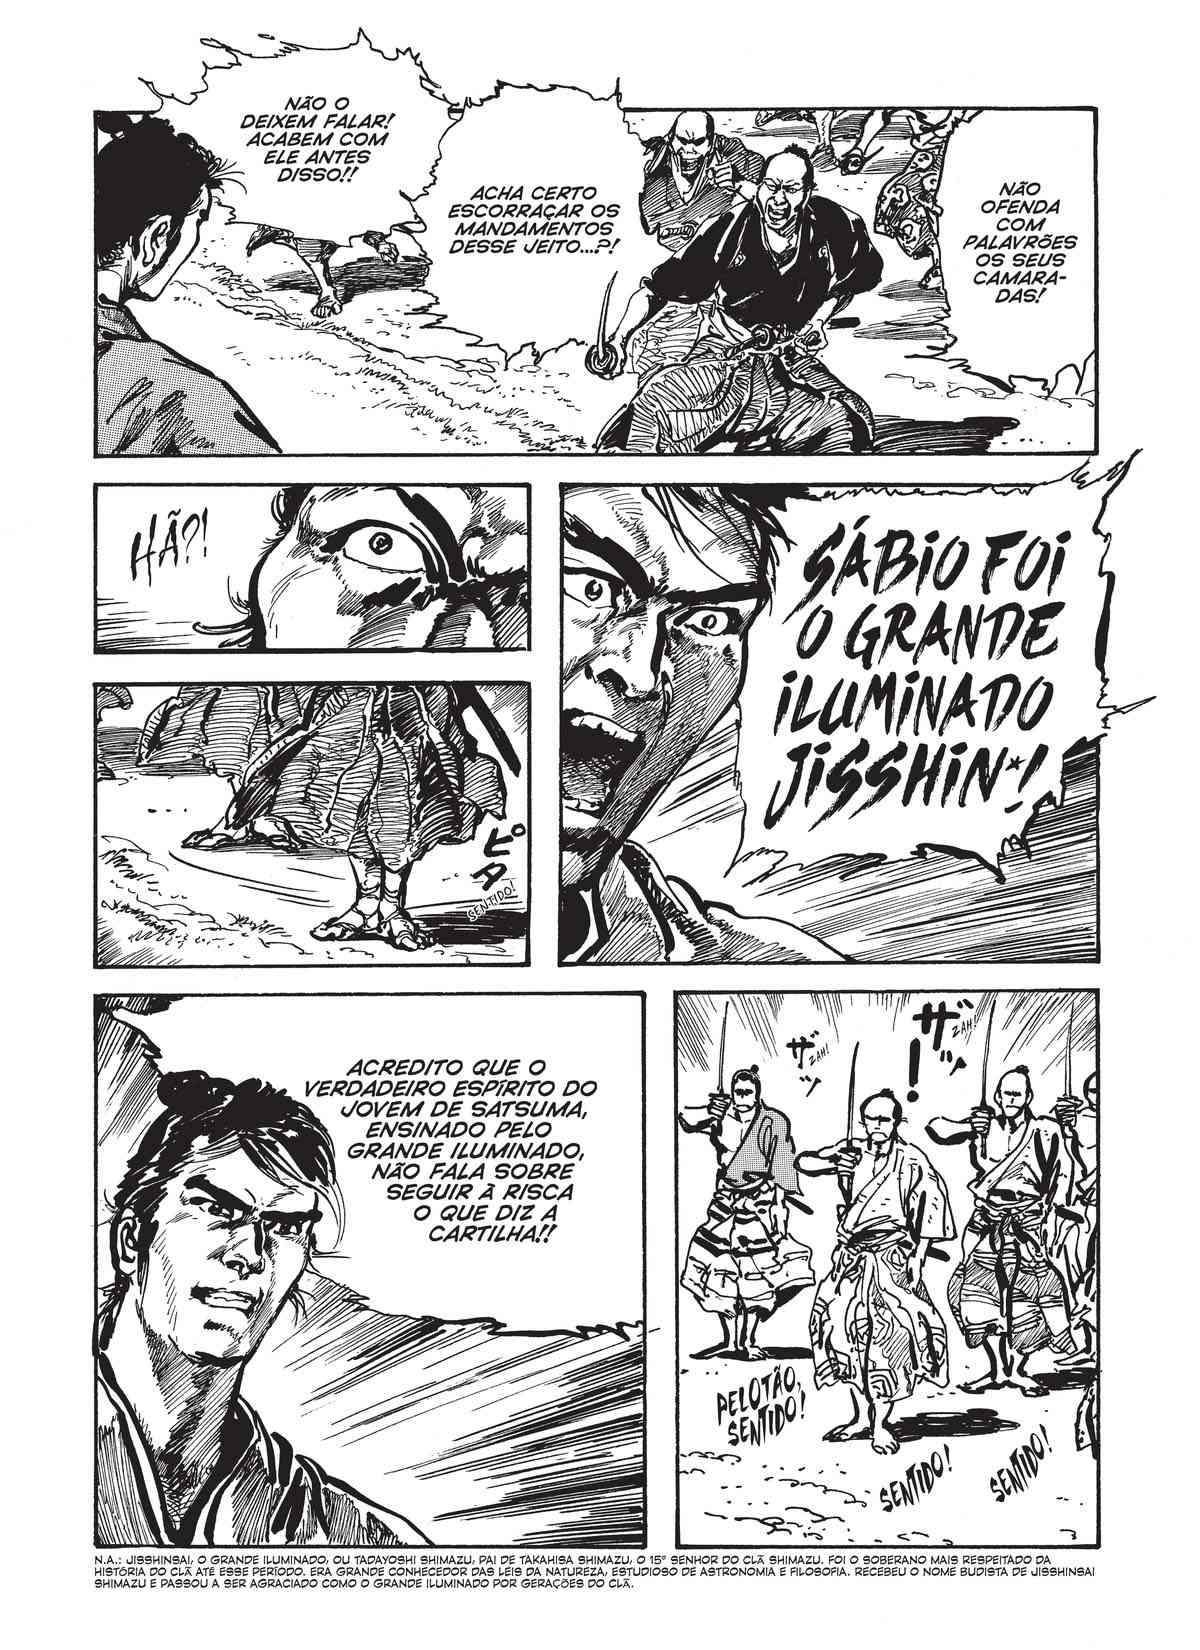 NÃO O
DEIXEM FALAR!
ACABEM COM
ELE ANTES
DISSO!!
ACHA CERTO
ESCORRAÇAR OS
MANDAMENTOS
DESSE JEITO...?!
NÃO
OFENDA
COM
PALAVRÕES
OS SEUS
CAMARA-
DAS!
HÃ?!
SÁBIO FOI
O GRANDE
ILUMINADO
JISSHIN*!
ピタ
SENTIDO!
ACREDITO QUE O
VERDADEIRO ESPÍRITO DO
JOVEM DE SATSUMA,
ENSINADO PELO
GRANDE ILUMINADO,
NÃO FALA SOBRE
SEGUIR À RISCA
O QUE DIZ A
CARTILHA!!
ザッ
ZAH!
ザッ!
ZAH!
PELOTÃO,
SENTIDO!
SENTIDO!
SENTIDO!
N.A.: JISSHINSAI, O GRANDE ILUMINADO, OU TADAYOSHI SHIMAZU, PAI DE TAKAHISA SHIMAZU, O 15º SENHOR DO CLÃ SHIMAZU. FOI O SOBERANO MAIS RESPEITADO DA
HISTÓRIA DO CLÃ ATÉ ESSE PERÍODO. ERA GRANDE CONHECEDOR DAS LEIS DA NATUREZA, ESTUDIOSO DE ASTRONOMIA E FILOSOFIA. RECEBEU O NOME BUDISTA DE JISSHINSAI
SHIMAZU E PASSOU A SER AGRACIADO COMO O GRANDE ILUMINADO POR GERAÇÕES DO CLÃ.